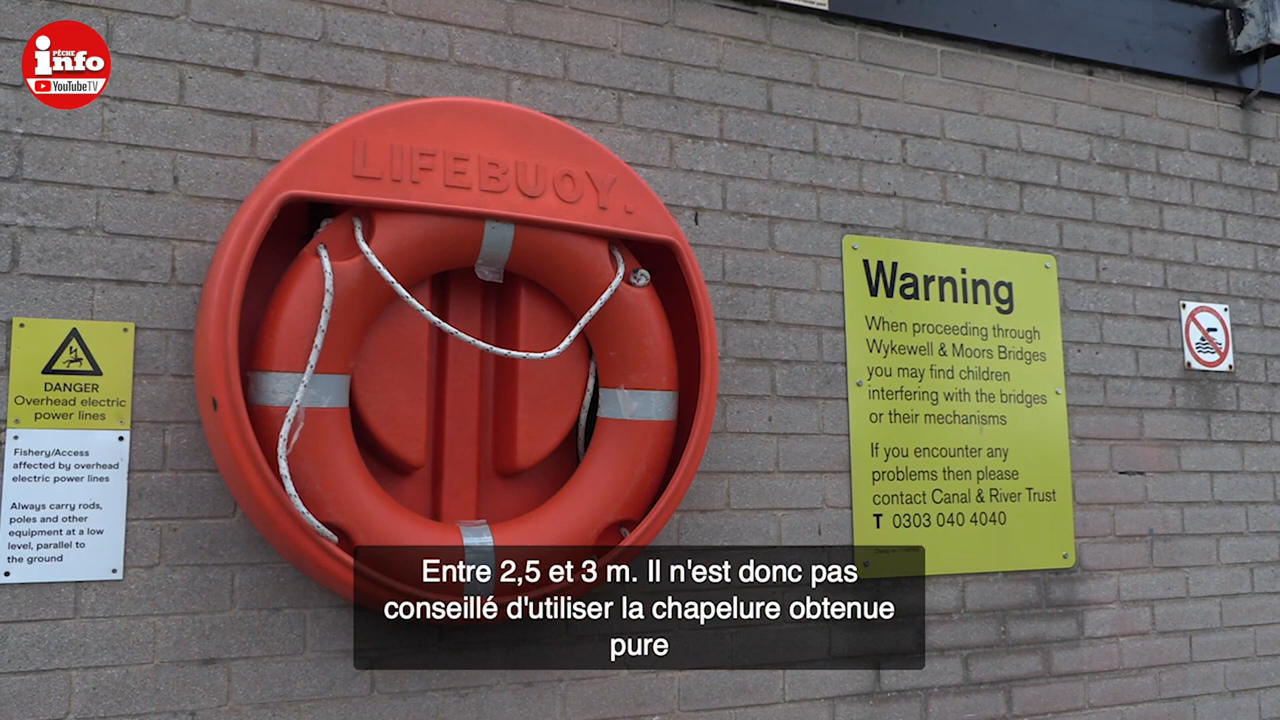 PÊCHE
info
YouTubeTV
LIFEBUOY.
DANGER
Overhead electric
power lines
Fishery/Access
affected by overhead
electric power lines
Always carry rods,
poles and other
equipment at a low
level, parallel to
the ground
Warning
When proceeding through
Wykewell & Moors Bridges
you may find children
interfering with the bridges
or their mechanisms
If you encounter any
problems then please
contact Canal & River Trust
T 0303 040 4040
Entre 2,5 et 3 m. Il n'est donc pas
conseillé d'utiliser la chapelure obtenue
pure